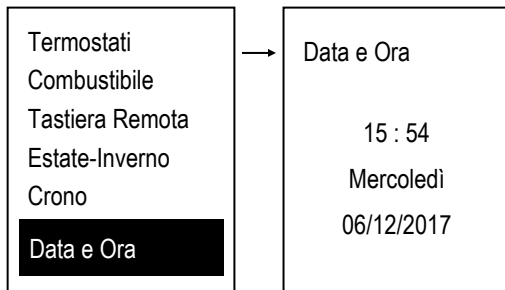 Termostati
Combustibile
Tastiera Remota
Estate-Inverno
Crono
Data e Ora
Data e Ora
15 : 54
Mercoledì
06/12/2017